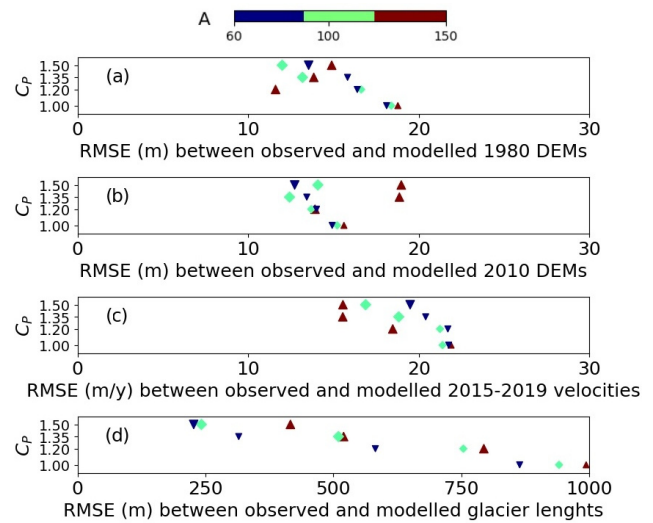 A
60 100 150
C_P 1.50 1.35 1.20 1.00 (a)
0 10 20 30
RMSE (m) between observed and modelled 1980 DEMs
C_P 1.50 1.35 1.20 1.00 (b)
0 10 20 30
RMSE (m) between observed and modelled 2010 DEMs
C_P 1.50 1.35 1.20 1.00 (c)
0 10 20 30
RMSE (m/y) between observed and modelled 2015-2019 velocities
C_P 1.50 1.35 1.20 1.00 (d)
0 250 500 750 1000
RMSE (m) between observed and modelled glacier lenghts